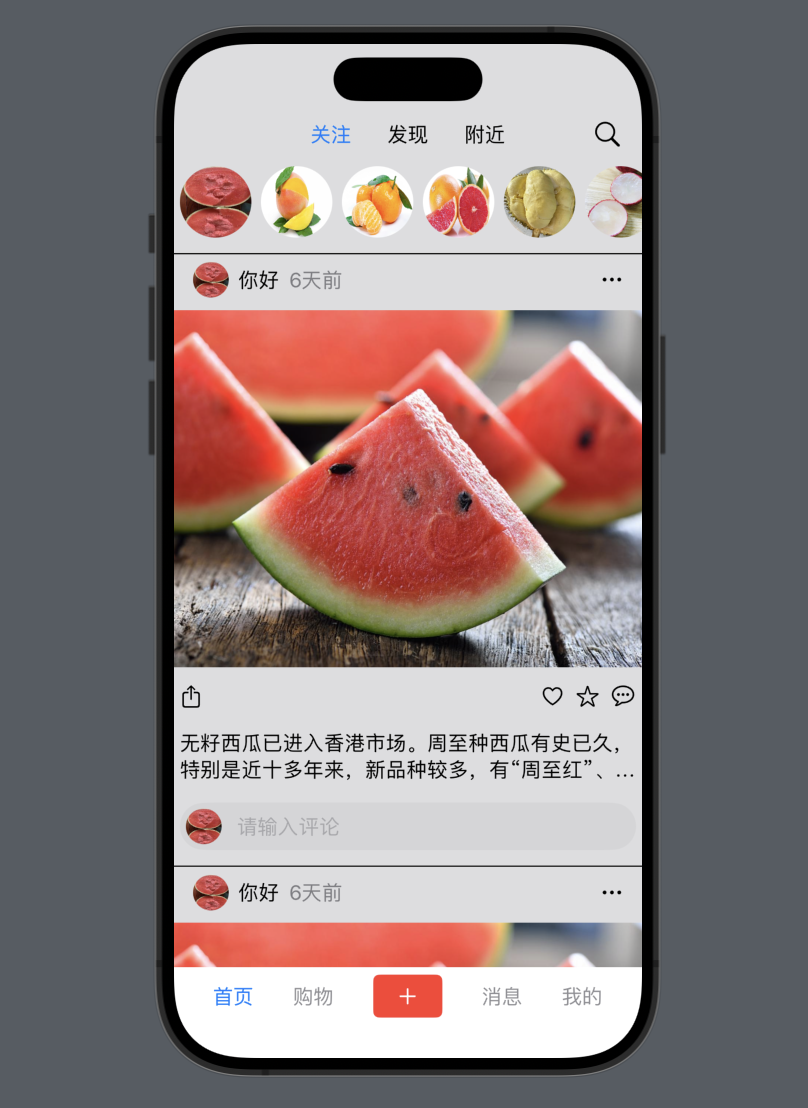 关注 发现 附近
你好 6天前
无籽西瓜已进入香港市场。周至种西瓜有史已久，
特别是近十多年来，新品种较多，有“周至红”、…
请输入评论
你好 6天前
首页 购物 消息 我的